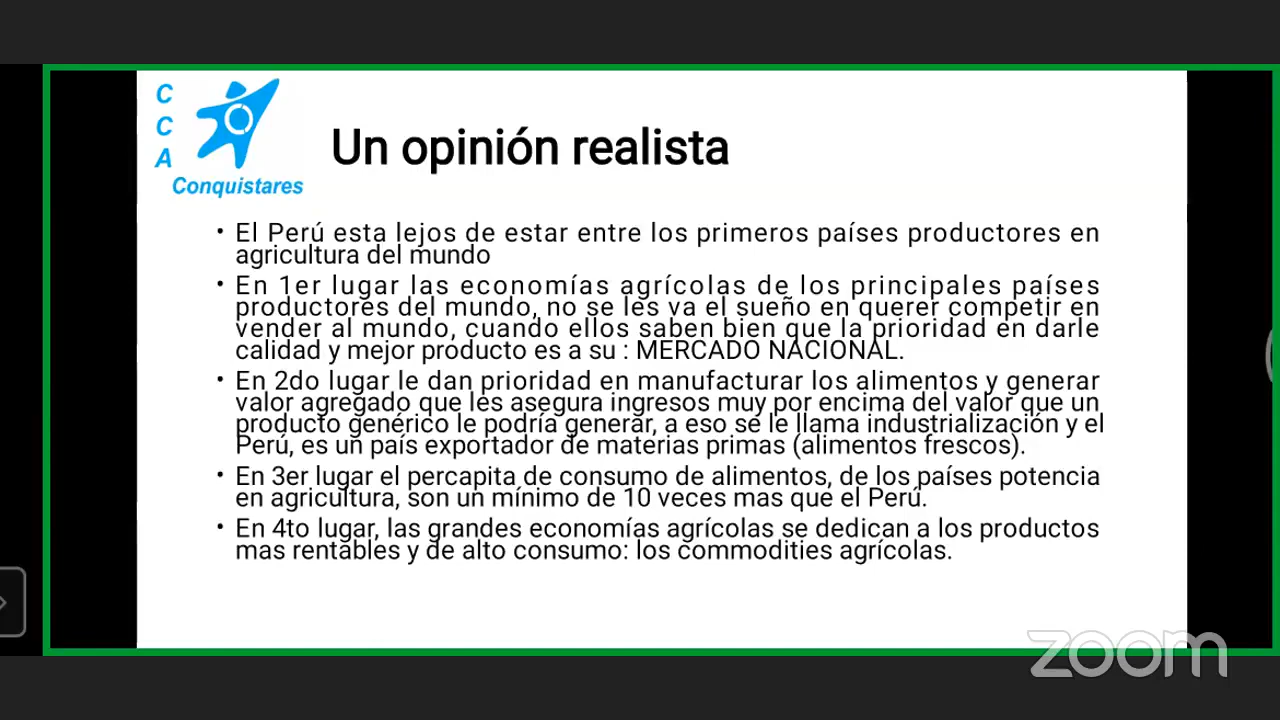 C
C
A
Conquistares
Un opinión realista
• El Perú esta lejos de estar entre los primeros países productores en
agricultura del mundo
• En 1er lugar las economías agrícolas de los principales países
productores del mundo, no se les va el sueño en querer competir en
vender al mundo, cuando ellos saben bien que la prioridad en darle
calidad y mejor producto es a su : MERCADO NACIONAL.
• En 2do lugar le dan prioridad en manufacturar los alimentos y generar
valor agregado que les asegura ingresos muy por encima del valor que un
producto genérico le podría generar, a eso se le llama industrialización y el
Perú, es un país exportador de materias primas (alimentos frescos).
• En 3er lugar el percapita de consumo de alimentos, de los países potencia
en agricultura, son un mínimo de 10 veces mas que el Perú.
• En 4to lugar, las grandes economías agrícolas se dedican a los productos
mas rentables y de alto consumo: los commodities agrícolas.
zoom